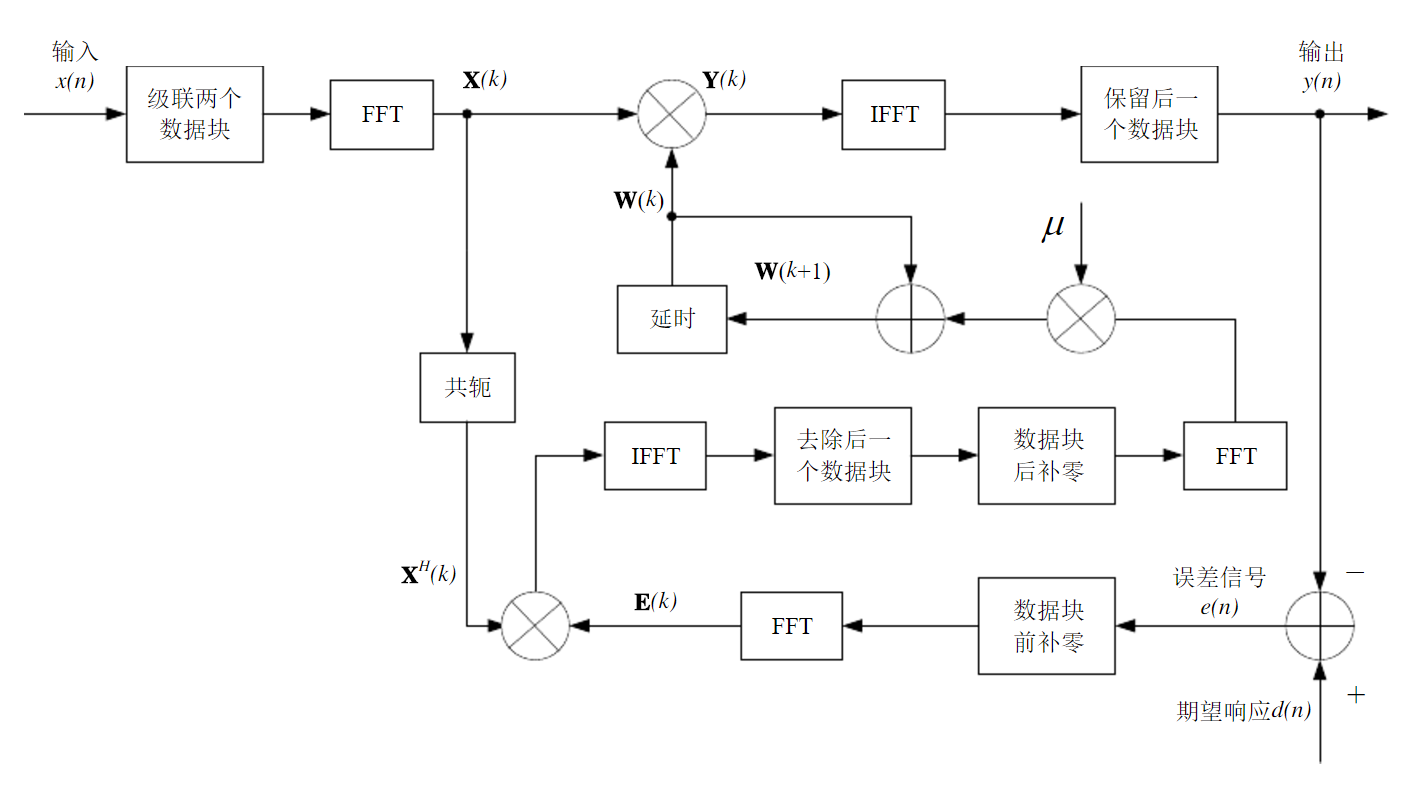 输入
x(n)
级联两个
数据块
FFT
X(k)
Y(k)
IFFT
保留后一
个数据块
输出
y(n)
W(k)
μ
W(k+1)
延时
共轭
IFFT
去除后一
个数据块
数据块
后补零
FFT
X^H(k)
E(k)
FFT
数据块
前补零
误差信号
e(n)
−
+
期望响应d(n)